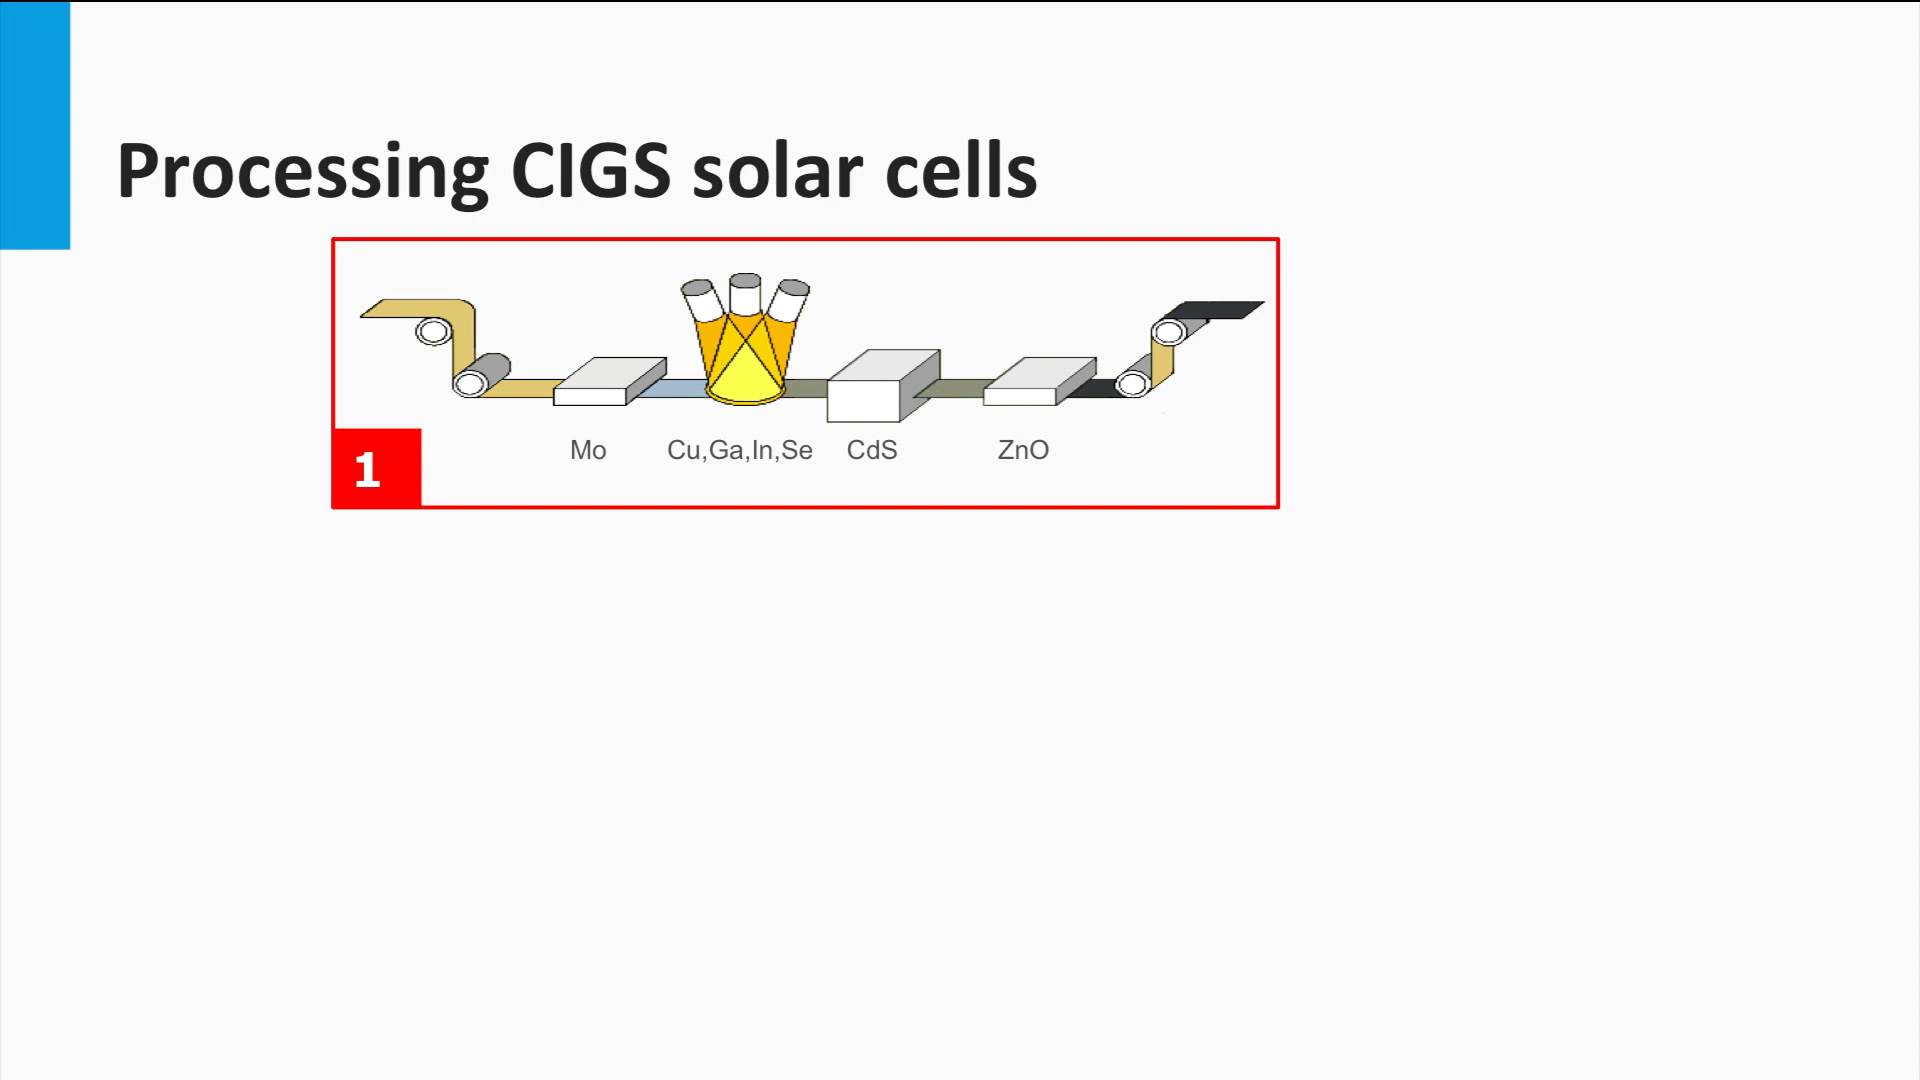 Processing CIGS solar cells
Mo Cu,Ga,In,Se CdS ZnO
1